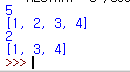 5
[1, 2, 3, 4]
2
[1, 3, 4]
>>>